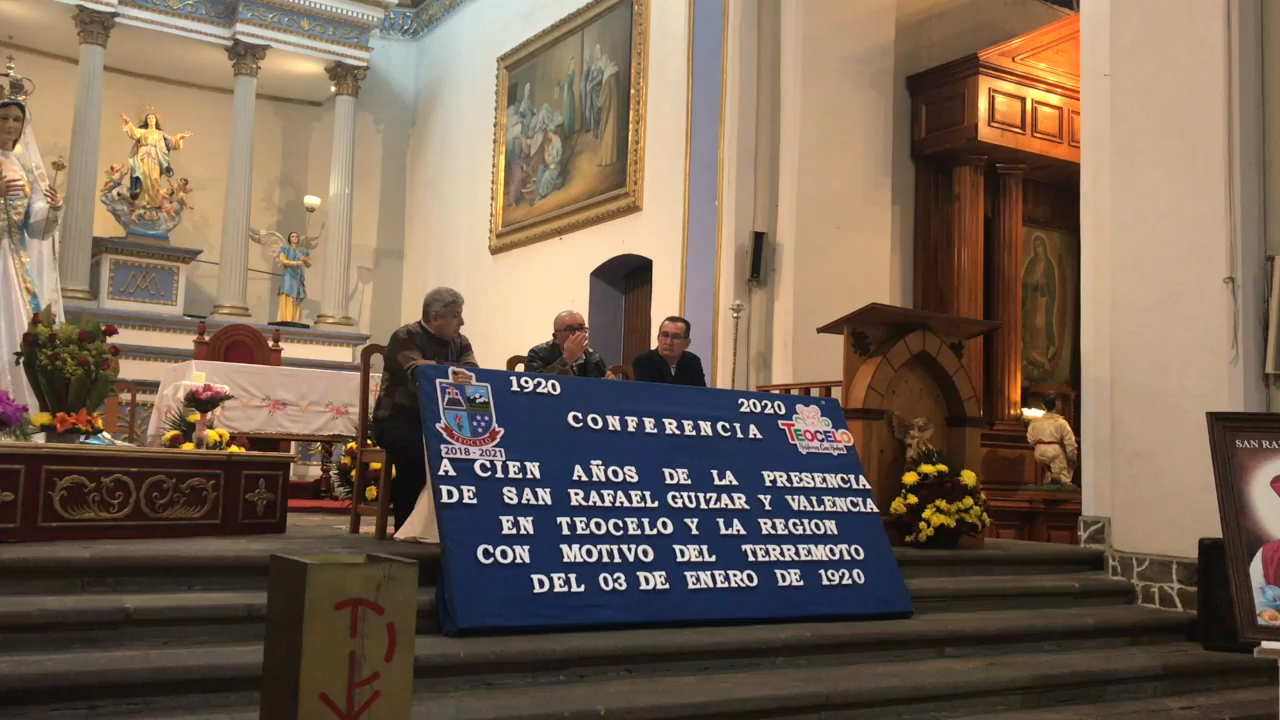 1920
2020
CONFERENCIA
TEOCELO
2018 - 2021
TEOCELO
A CIEN AÑOS DE LA PRESENCIA
DE SAN RAFAEL GUIZAR Y VALENCIA
EN TEOCELO Y LA REGION
CON MOTIVO DEL TERREMOTO
DEL 03 DE ENERO DE 1920
SAN RA